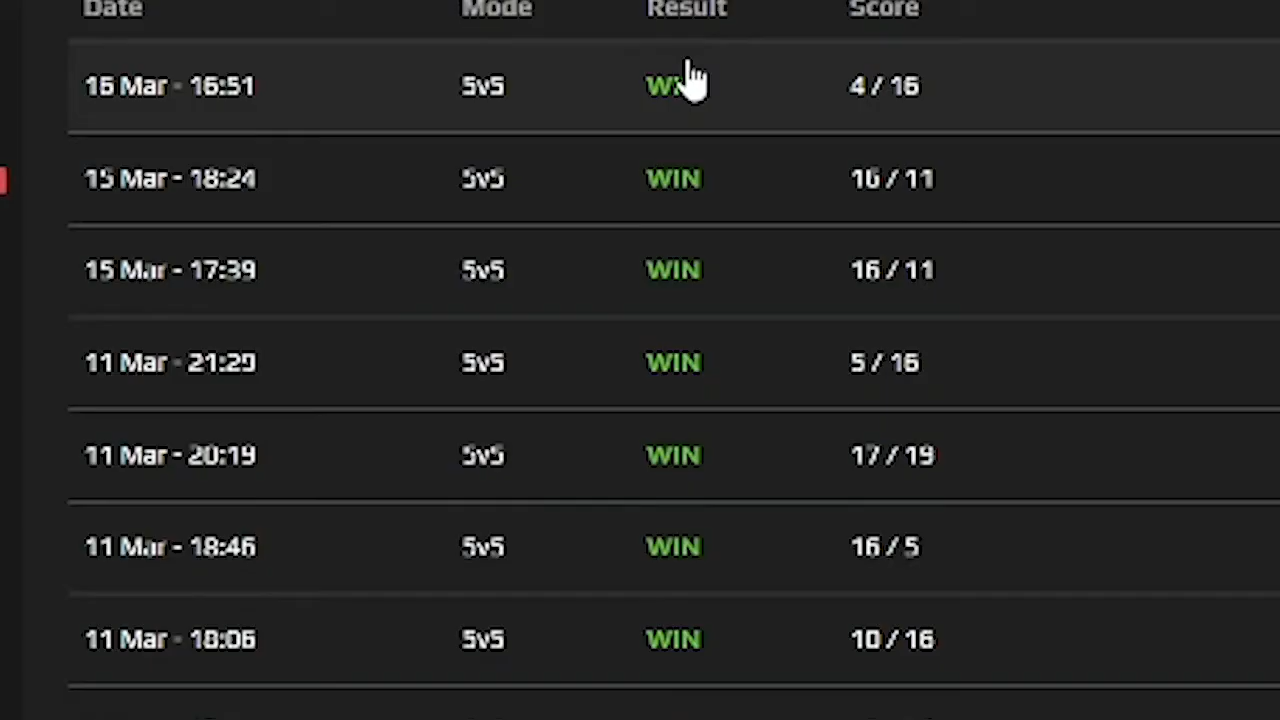 Date Mode Result Score
16 Mar - 16:51 5v5 4 / 16
15 Mar - 18:24 5v5 WIN 16 / 11
15 Mar - 17:39 5v5 WIN 16 / 11
11 Mar - 21:29 5v5 WIN 5 / 16
11 Mar - 20:19 5v5 WIN 17 / 19
11 Mar - 18:46 5v5 WIN 16 / 5
11 Mar - 18:06 5v5 WIN 10 / 16